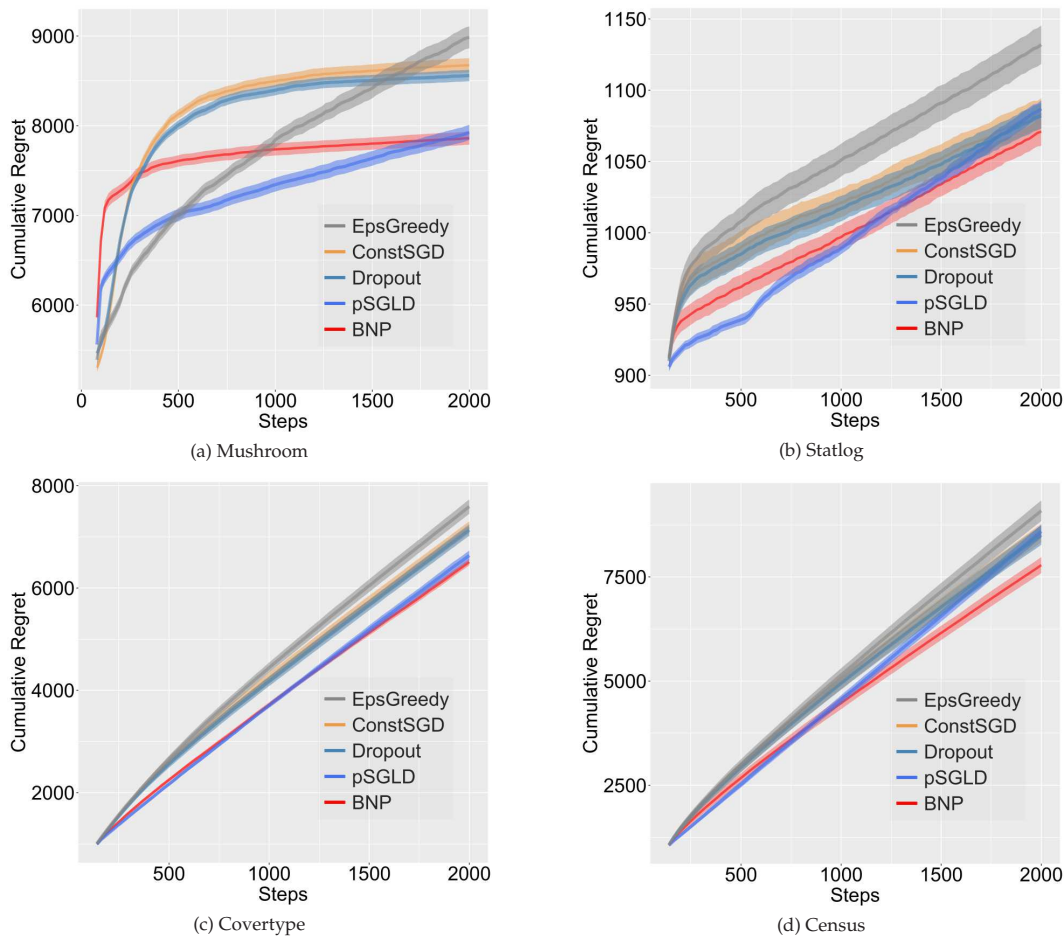 9000
8000
7000
6000
Cumulative Regret
EpsGreedy
ConstSGD
Dropout
pSGLD
BNP
0 500 1000 1500 2000
Steps
(a) Mushroom
1150
1100
1050
1000
950
900
Cumulative Regret
EpsGreedy
ConstSGD
Dropout
pSGLD
BNP
500 1000 1500 2000
Steps
(b) Statlog
8000
6000
4000
2000
Cumulative Regret
EpsGreedy
ConstSGD
Dropout
pSGLD
BNP
500 1000 1500 2000
Steps
(c) Covertype
7500
5000
2500
Cumulative Regret
EpsGreedy
ConstSGD
Dropout
pSGLD
BNP
500 1000 1500 2000
Steps
(d) Census